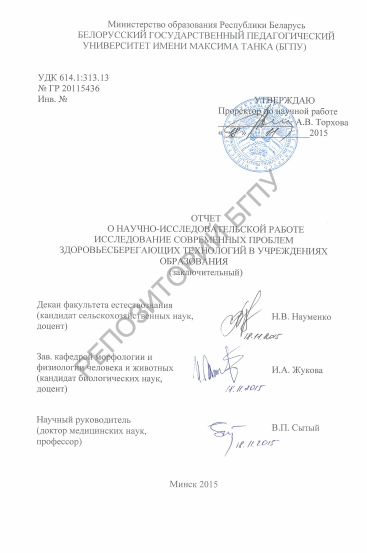 Министерство образования Республики Беларусь
БЕЛОРУССКИЙ ГОСУДАРСТВЕННЫЙ ПЕДАГОГИЧЕСКИЙ
УНИВЕРСИТЕТ ИМЕНИ МАКСИМА ТАНКА (БГПУ)
УДК 614.1:313.13
№ ГР 20115436
Инв. №
УТВЕРЖДАЮ
Проректор по научной работе
А.В. Торхова
« 18 » 11 2015
ОТЧЕТ
О НАУЧНО-ИССЛЕДОВАТЕЛЬСКОЙ РАБОТЕ
ИССЛЕДОВАНИЕ СОВРЕМЕННЫХ ПРОБЛЕМ
ЗДОРОВЬЕСБЕРЕГАЮЩИХ ТЕХНОЛОГИЙ В УЧРЕЖДЕНИЯХ
ОБРАЗОВАНИЯ
(заключительный)
Декан факультета естествознания
(кандидат сельскохозяйственных наук,
доцент)
Н.В. Науменко
18.11.2015
Зав. кафедрой морфологии и
физиологии человека и животных
(кандидат биологических наук,
доцент)
И.А. Жукова
18.11.2015
Научный руководитель
(доктор медицинских наук,
профессор)
В.П. Сытый
18.11.2015
Минск 2015
РЕПОЗИТОРИЙ БГПУ